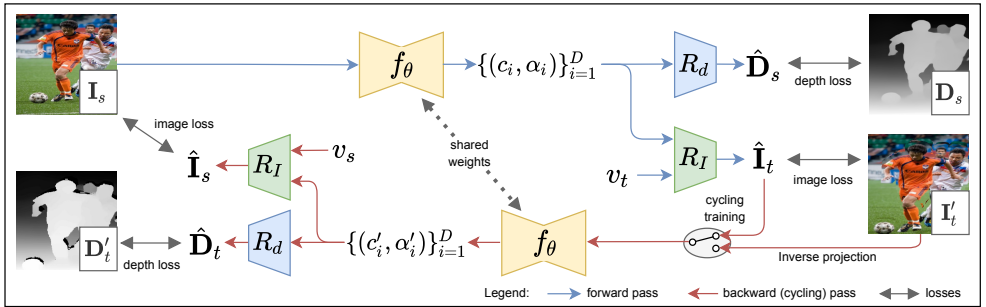 I_s
f_θ
{(c_i, α_i)}_{i=1}^D
R_d
D̂_s
depth loss
D_s
image loss
shared
weights
R_I
v_s
Î_s
R_I
v_t
Î_t
image loss
I'_t
cycling
training
D'_t
depth loss
D̂_t
R_d
{(c'_i, α'_i)}_{i=1}^D
f_θ
Inverse projection
Legend: forward pass backward (cycling) pass losses